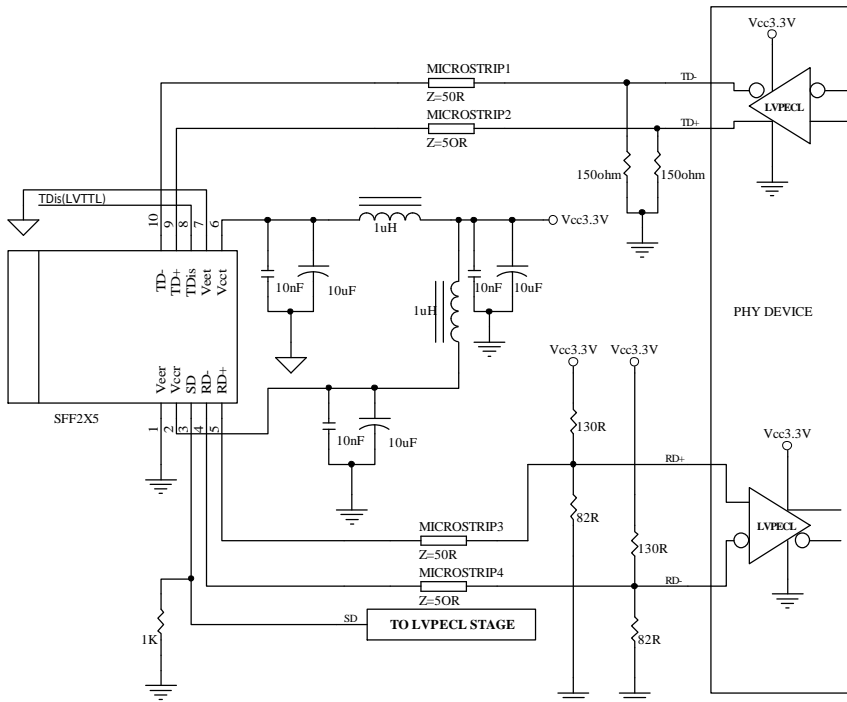 Vcc3.3V
MICROSTRIP1
TD-
Z=50R
LVPECL
MICROSTRIP2
TD+
Z=5OR
150ohm
150ohm
TDis(LVTTL)
10
9
8
7
6
1uH
Vcc3.3V
TD-
TD+
TDis
Veet
Vcct
10nF
10uF
10nF
10uF
1uH
PHY DEVICE
Vcc3.3V
Vcc3.3V
Veer
Vccr
SD
RD-
RD+
SFF2X5
1
2
3
4
5
10nF
10uF
130R
Vcc3.3V
RD+
82R
MICROSTRIP3
LVPECL
Z=50R
130R
MICROSTRIP4
RD-
Z=5OR
SD
TO LVPECL STAGE
1K
82R